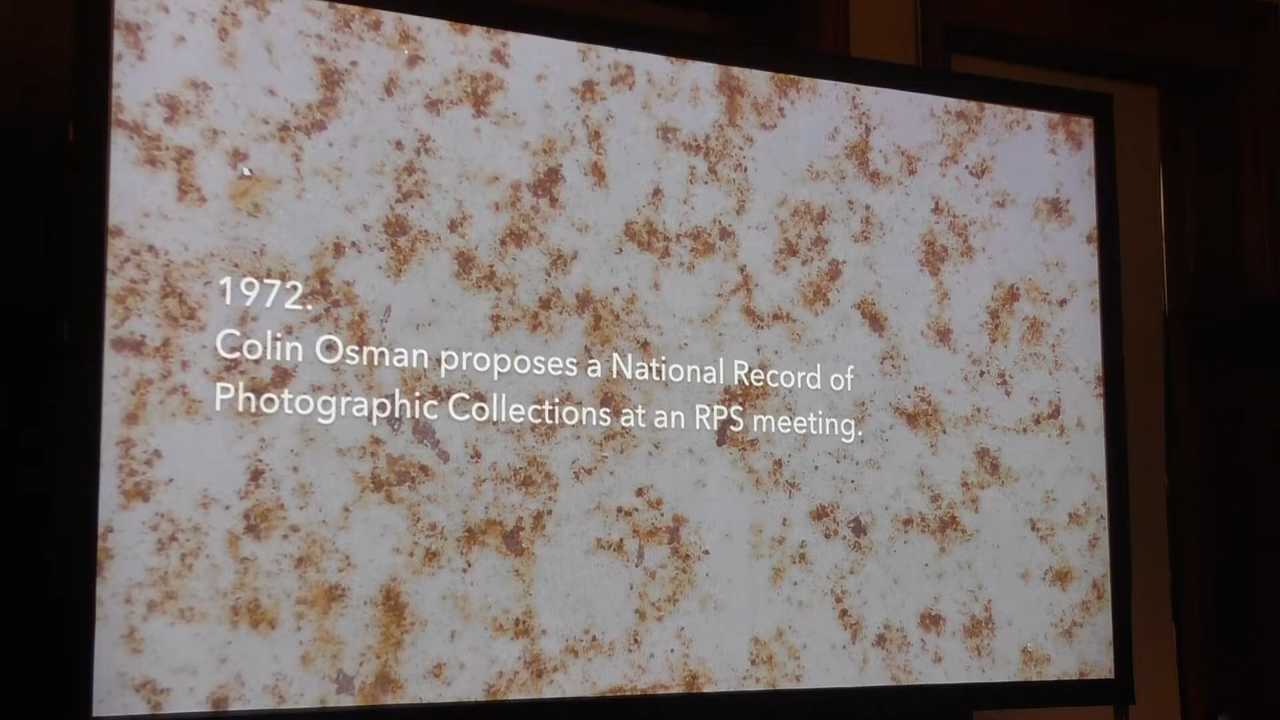 1972.
Colin Osman proposes a National Record of
Photographic Collections at an RPS meeting.